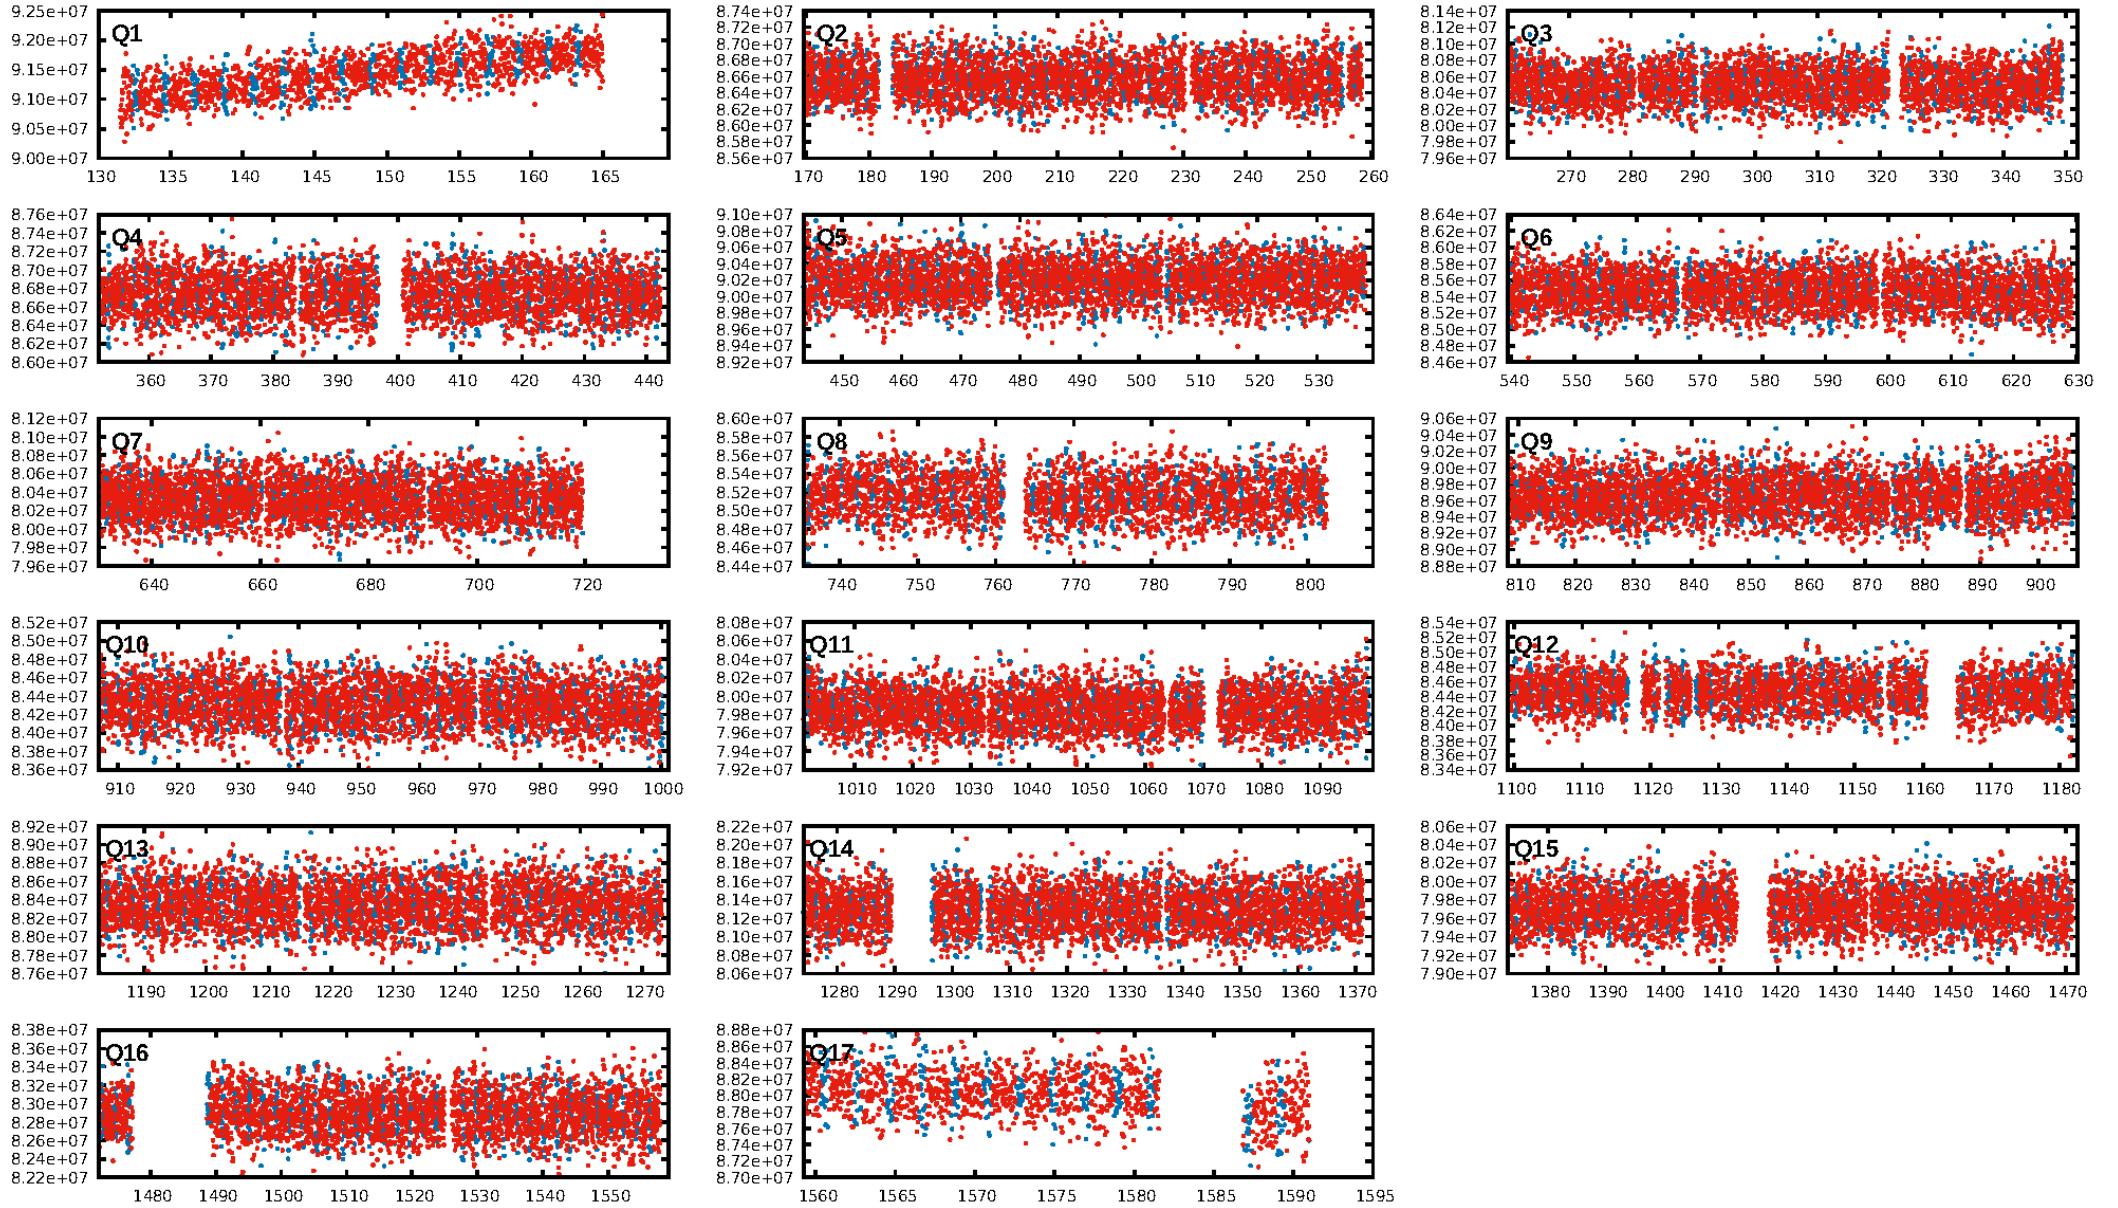 9.25e+07 9.20e+07 9.15e+07 9.10e+07 9.05e+07 9.00e+07
Q1
130 135 140 145 150 155 160 165
8.74e+07 8.72e+07 8.70e+07 8.68e+07 8.66e+07 8.64e+07 8.62e+07 8.60e+07 8.58e+07 8.56e+07
Q2
170 180 190 200 210 220 230 240 250 260
8.14e+07 8.12e+07 8.10e+07 8.08e+07 8.06e+07 8.04e+07 8.02e+07 8.00e+07 7.98e+07 7.96e+07
Q3
270 280 290 300 310 320 330 340 350
8.76e+07 8.74e+07 8.72e+07 8.70e+07 8.68e+07 8.66e+07 8.64e+07 8.62e+07 8.60e+07
Q4
360 370 380 390 400 410 420 430 440
9.10e+07 9.08e+07 9.06e+07 9.04e+07 9.02e+07 9.00e+07 8.98e+07 8.96e+07 8.94e+07 8.92e+07
Q5
450 460 470 480 490 500 510 520 530
8.64e+07 8.62e+07 8.60e+07 8.58e+07 8.56e+07 8.54e+07 8.52e+07 8.50e+07 8.48e+07 8.46e+07
Q6
540 550 560 570 580 590 600 610 620 630
8.12e+07 8.10e+07 8.08e+07 8.06e+07 8.04e+07 8.02e+07 8.00e+07 7.98e+07 7.96e+07
Q7
640 660 680 700 720
8.60e+07 8.58e+07 8.56e+07 8.54e+07 8.52e+07 8.50e+07 8.48e+07 8.46e+07 8.44e+07
Q8
740 750 760 770 780 790 800
9.06e+07 9.04e+07 9.02e+07 9.00e+07 8.98e+07 8.96e+07 8.94e+07 8.92e+07 8.90e+07 8.88e+07
Q9
810 820 830 840 850 860 870 880 890 900
8.52e+07 8.50e+07 8.48e+07 8.46e+07 8.44e+07 8.42e+07 8.40e+07 8.38e+07 8.36e+07
Q10
910 920 930 940 950 960 970 980 990 1000
8.08e+07 8.06e+07 8.04e+07 8.02e+07 8.00e+07 7.98e+07 7.96e+07 7.94e+07 7.92e+07
Q11
1010 1020 1030 1040 1050 1060 1070 1080 1090
8.54e+07 8.52e+07 8.50e+07 8.48e+07 8.46e+07 8.44e+07 8.42e+07 8.40e+07 8.38e+07 8.36e+07 8.34e+07
Q12
1100 1110 1120 1130 1140 1150 1160 1170 1180
8.92e+07 8.90e+07 8.88e+07 8.86e+07 8.84e+07 8.82e+07 8.80e+07 8.78e+07 8.76e+07
Q13
1190 1200 1210 1220 1230 1240 1250 1260 1270
8.22e+07 8.20e+07 8.18e+07 8.16e+07 8.14e+07 8.12e+07 8.10e+07 8.08e+07 8.06e+07
Q14
1280 1290 1300 1310 1320 1330 1340 1350 1360 1370
8.06e+07 8.04e+07 8.02e+07 8.00e+07 7.98e+07 7.96e+07 7.94e+07 7.92e+07 7.90e+07
Q15
1380 1390 1400 1410 1420 1430 1440 1450 1460 1470
8.38e+07 8.36e+07 8.34e+07 8.32e+07 8.30e+07 8.28e+07 8.26e+07 8.24e+07 8.22e+07
Q16
1480 1490 1500 1510 1520 1530 1540 1550
8.88e+07 8.86e+07 8.84e+07 8.82e+07 8.80e+07 8.78e+07 8.76e+07 8.74e+07 8.72e+07 8.70e+07
Q17
1560 1565 1570 1575 1580 1585 1590 1595